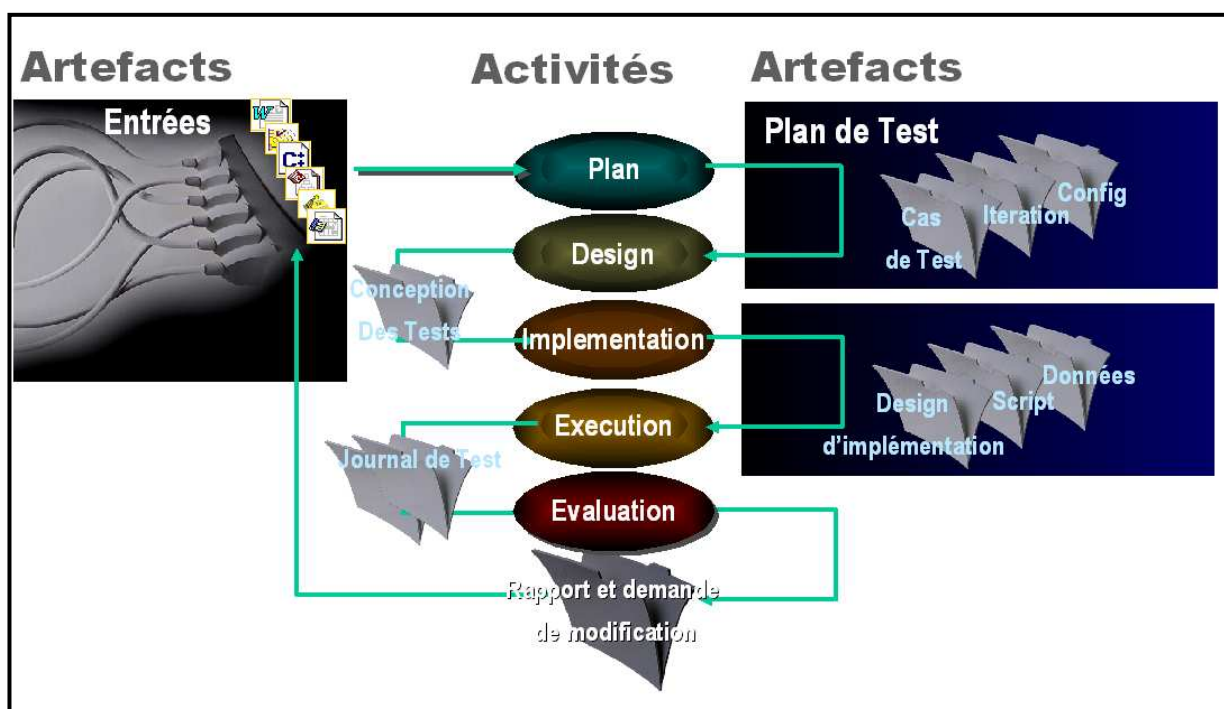 Artefacts
Activités
Artefacts
Entrées
W
C++
Plan
Design
Implementation
Execution
Evaluation
Plan de Test
Cas
de Test
Iteration
Config
Conception
Des Tests
Design
Script
Données
d'implémentation
Journal de Test
Rapport et demande
de modification